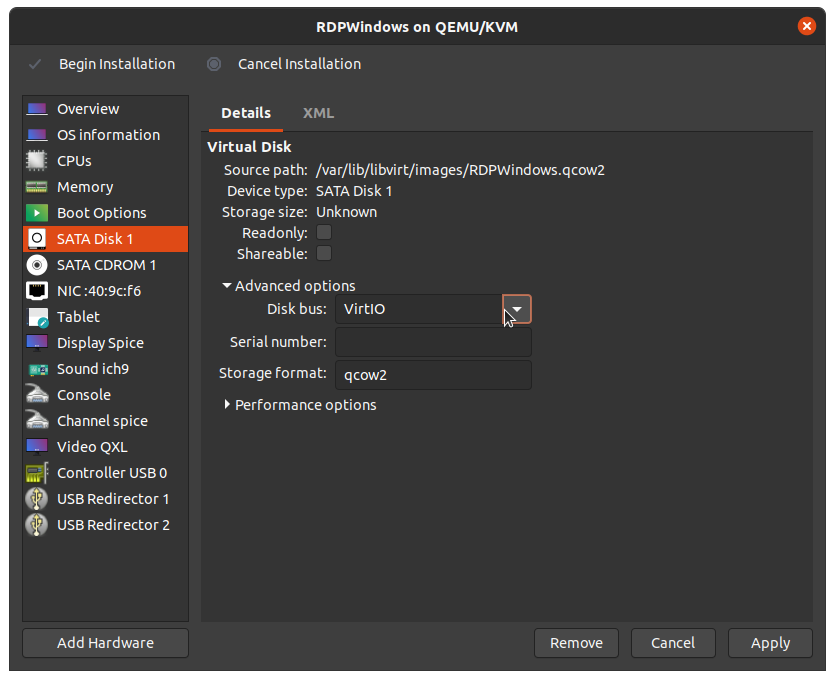 RDPWindows on QEMU/KVM
Begin Installation
Cancel Installation
Overview
OS information
CPUs
Memory
Boot Options
SATA Disk 1
SATA CDROM 1
NIC :40:9c:f6
Tablet
Display Spice
Sound ich9
Console
Channel spice
Video QXL
Controller USB 0
USB Redirector 1
USB Redirector 2
Add Hardware
Details XML
Virtual Disk
Source path: /var/lib/libvirt/images/RDPWindows.qcow2
Device type: SATA Disk 1
Storage size: Unknown
Readonly:
Shareable:
Advanced options
Disk bus: VirtIO
Serial number:
Storage format: qcow2
Performance options
Remove Cancel Apply